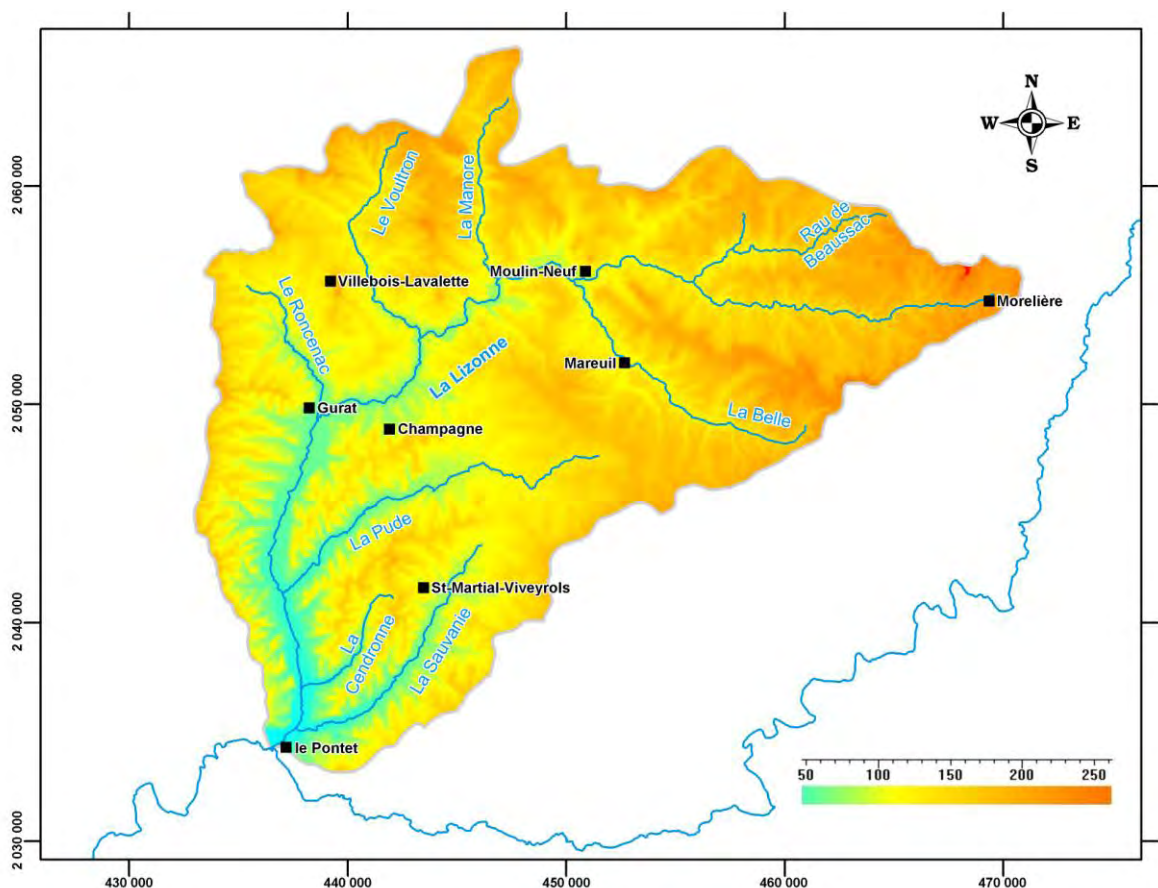 N
W E
S
2 060 000
2 050 000
2 040 000
2 030 000
Le Voultron
La Manore
Rau de
Beaussac
Moulin-Neuf
Villebois-Lavalette
Morelière
Le Roncenac
La Lizonne
Mareuil
Gurat
Champagne
La Belle
La Pude
St-Martial-Viveyrols
La
Cendronne
La Sauvanie
le Pontet
50 100 150 200 250
430 000 440 000 450 000 460 000 470 000